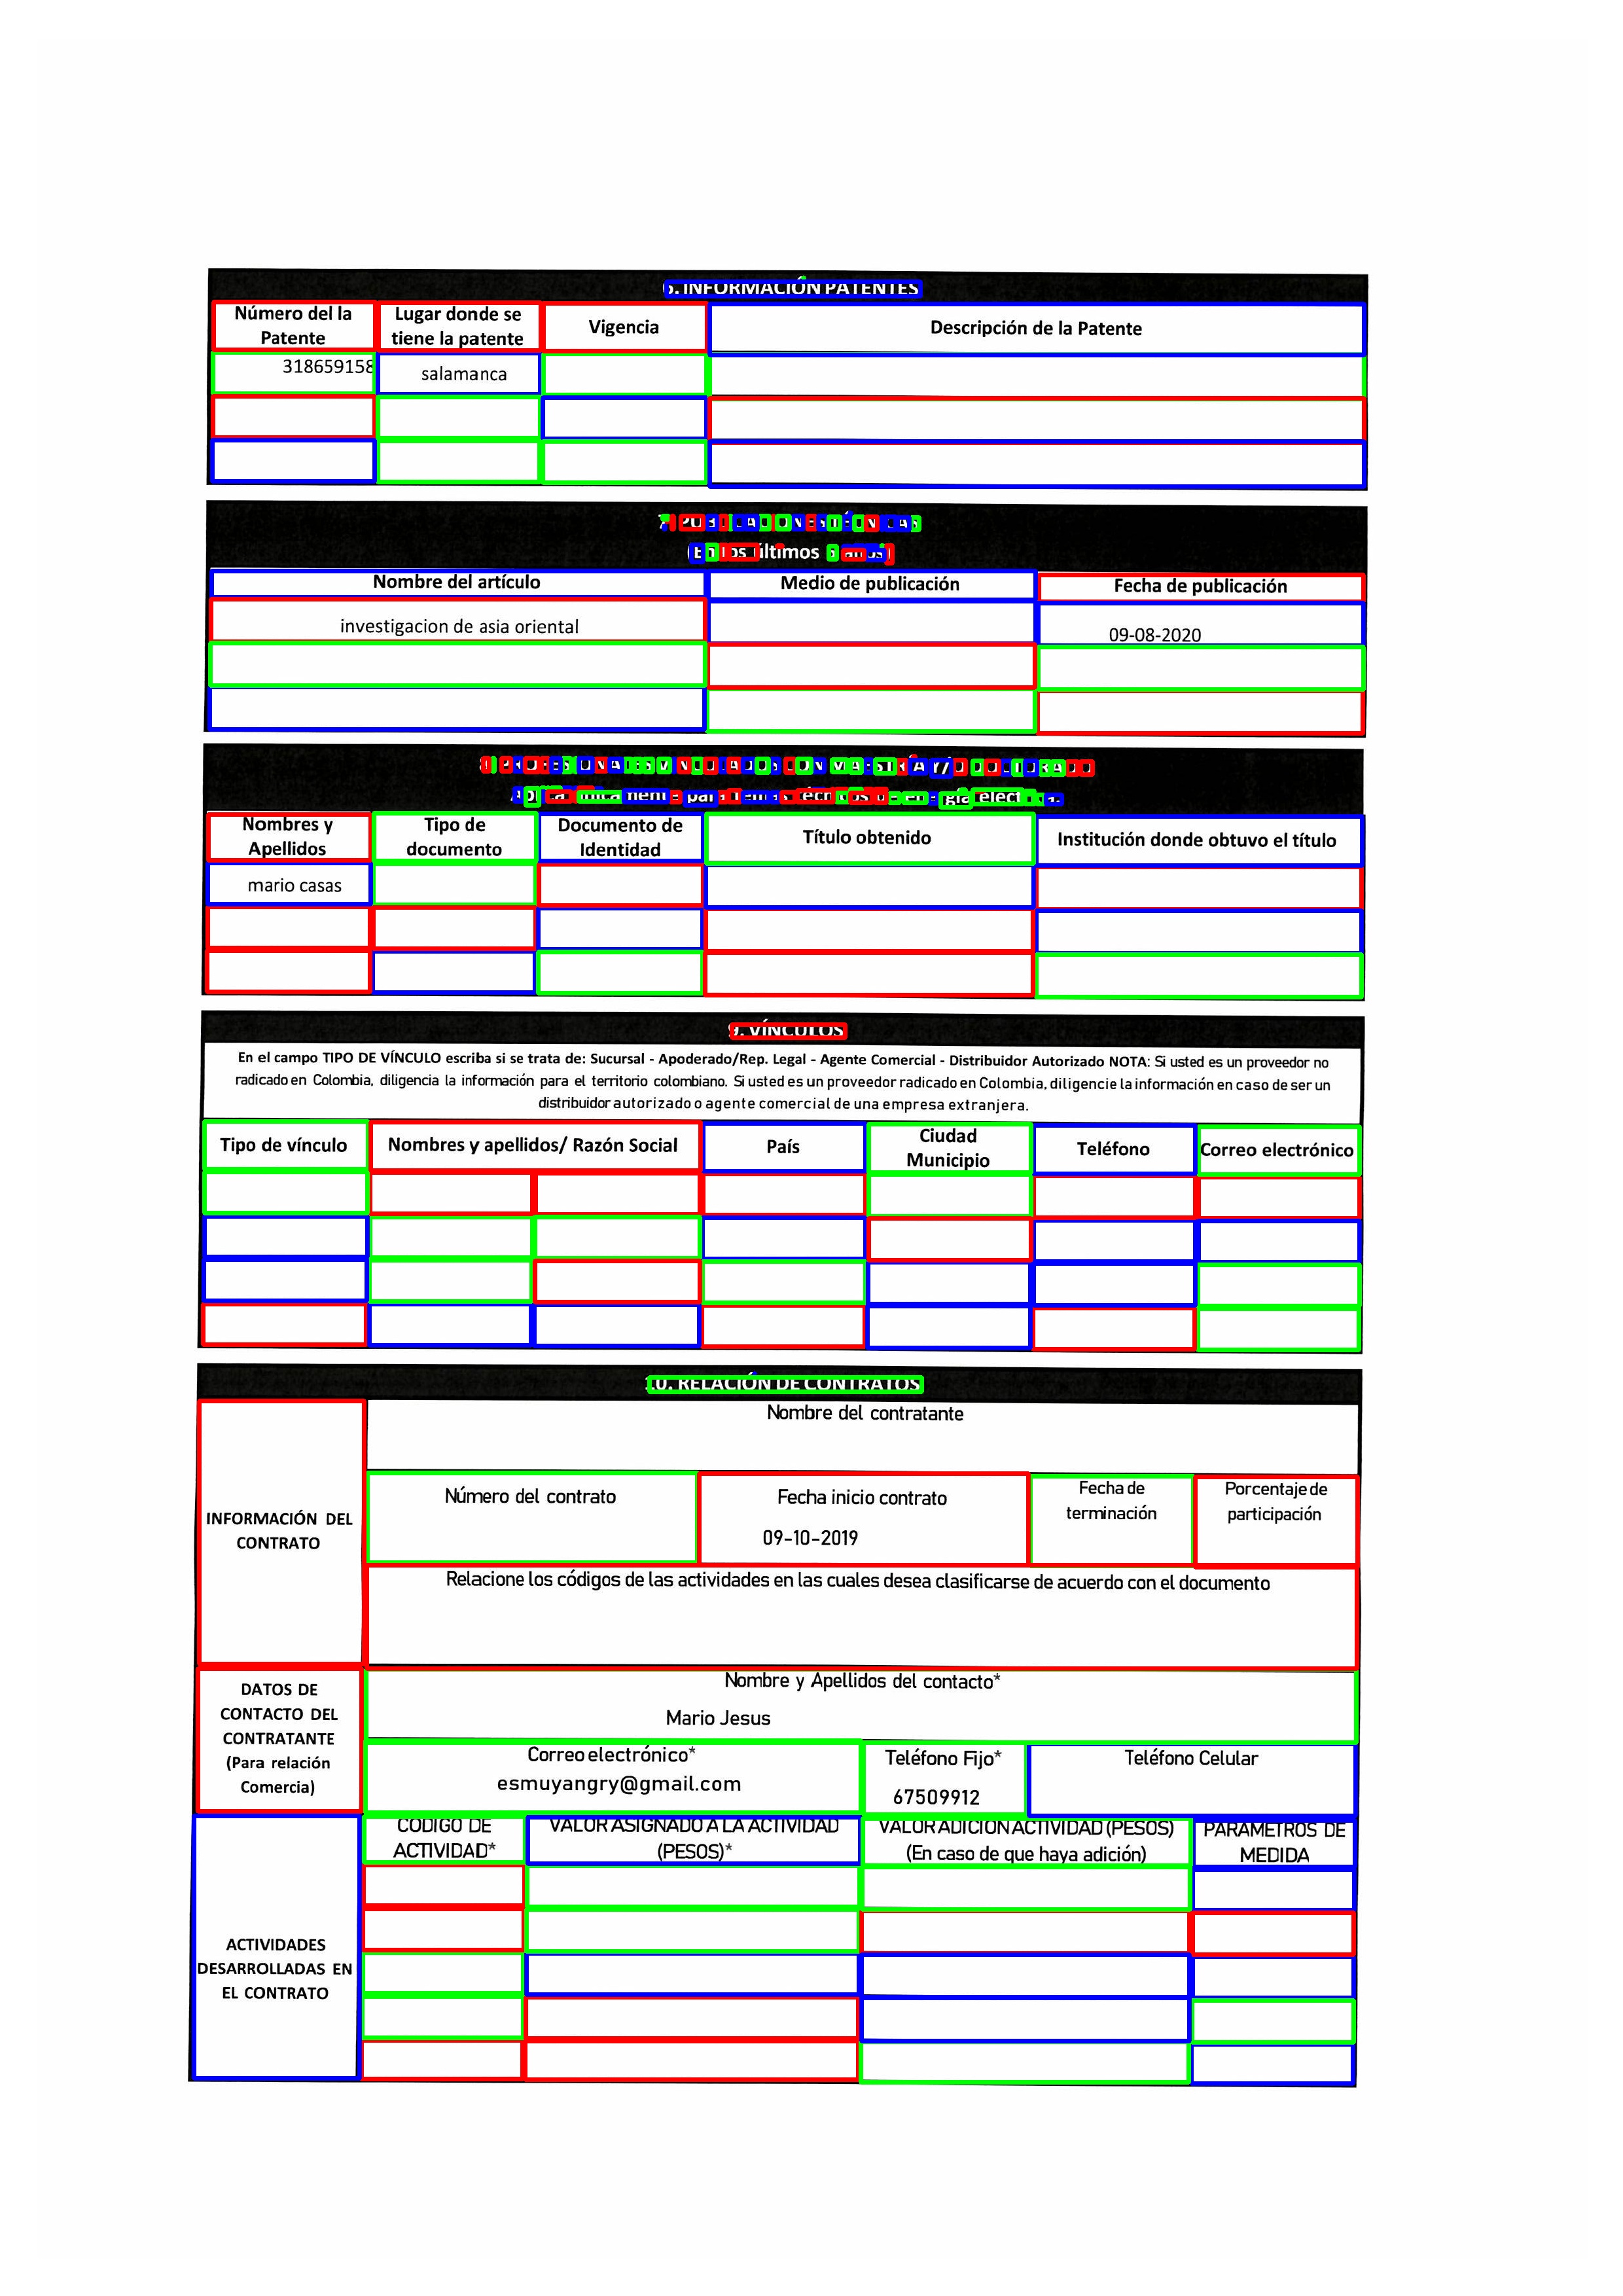 6. INFORMACIÓN PATENTES
Número del la Patente
Lugar donde se tiene la patente
Vigencia
Descripción de la Patente
318659158
salamanca
(En los últimos 5 años)
Nombre del artículo
Medio de publicación
Fecha de publicación
investigacion de asia oriental
09-08-2020
Nombres y Apellidos
Tipo de documento
Documento de Identidad
Título obtenido
Institución donde obtuvo el título
mario casas
9. VÍNCULOS
En el campo TIPO DE VÍNCULO escriba si se trata de: Sucursal - Apoderado/Rep. Legal - Agente Comercial - Distribuidor Autorizado NOTA: Si usted es un proveedor no
radicado en Colombia, diligencia la información para el territorio colombiano. Si usted es un proveedor radicado en Colombia, diligencie la información en caso de ser un
distribuidor autorizado o agente comercial de una empresa extranjera.
Tipo de vínculo
Nombres y apellidos/ Razón Social
País
Ciudad Municipio
Teléfono
Correo electrónico
10. RELACIÓN DE CONTRATOS
INFORMACIÓN DEL CONTRATO
Nombre del contratante
Número del contrato
Fecha inicio contrato
09-10-2019
Fecha de terminación
Porcentaje de participación
Relacione los códigos de las actividades en las cuales desea clasificarse de acuerdo con el documento
DATOS DE CONTACTO DEL CONTRATANTE (Para relación Comercia)
Nombre y Apellidos del contacto*
Mario Jesus
Correo electrónico*
esmuyangry@gmail.com
Teléfono Fijo*
67509912
Teléfono Celular
ACTIVIDADES DESARROLLADAS EN EL CONTRATO
CODIGO DE ACTIVIDAD*
VALOR ASIGNADO A LA ACTIVIDAD (PESOS)*
VALOR ADICION ACTIVIDAD (PESOS) (En caso de que haya adición)
PARAMETROS DE MEDIDA